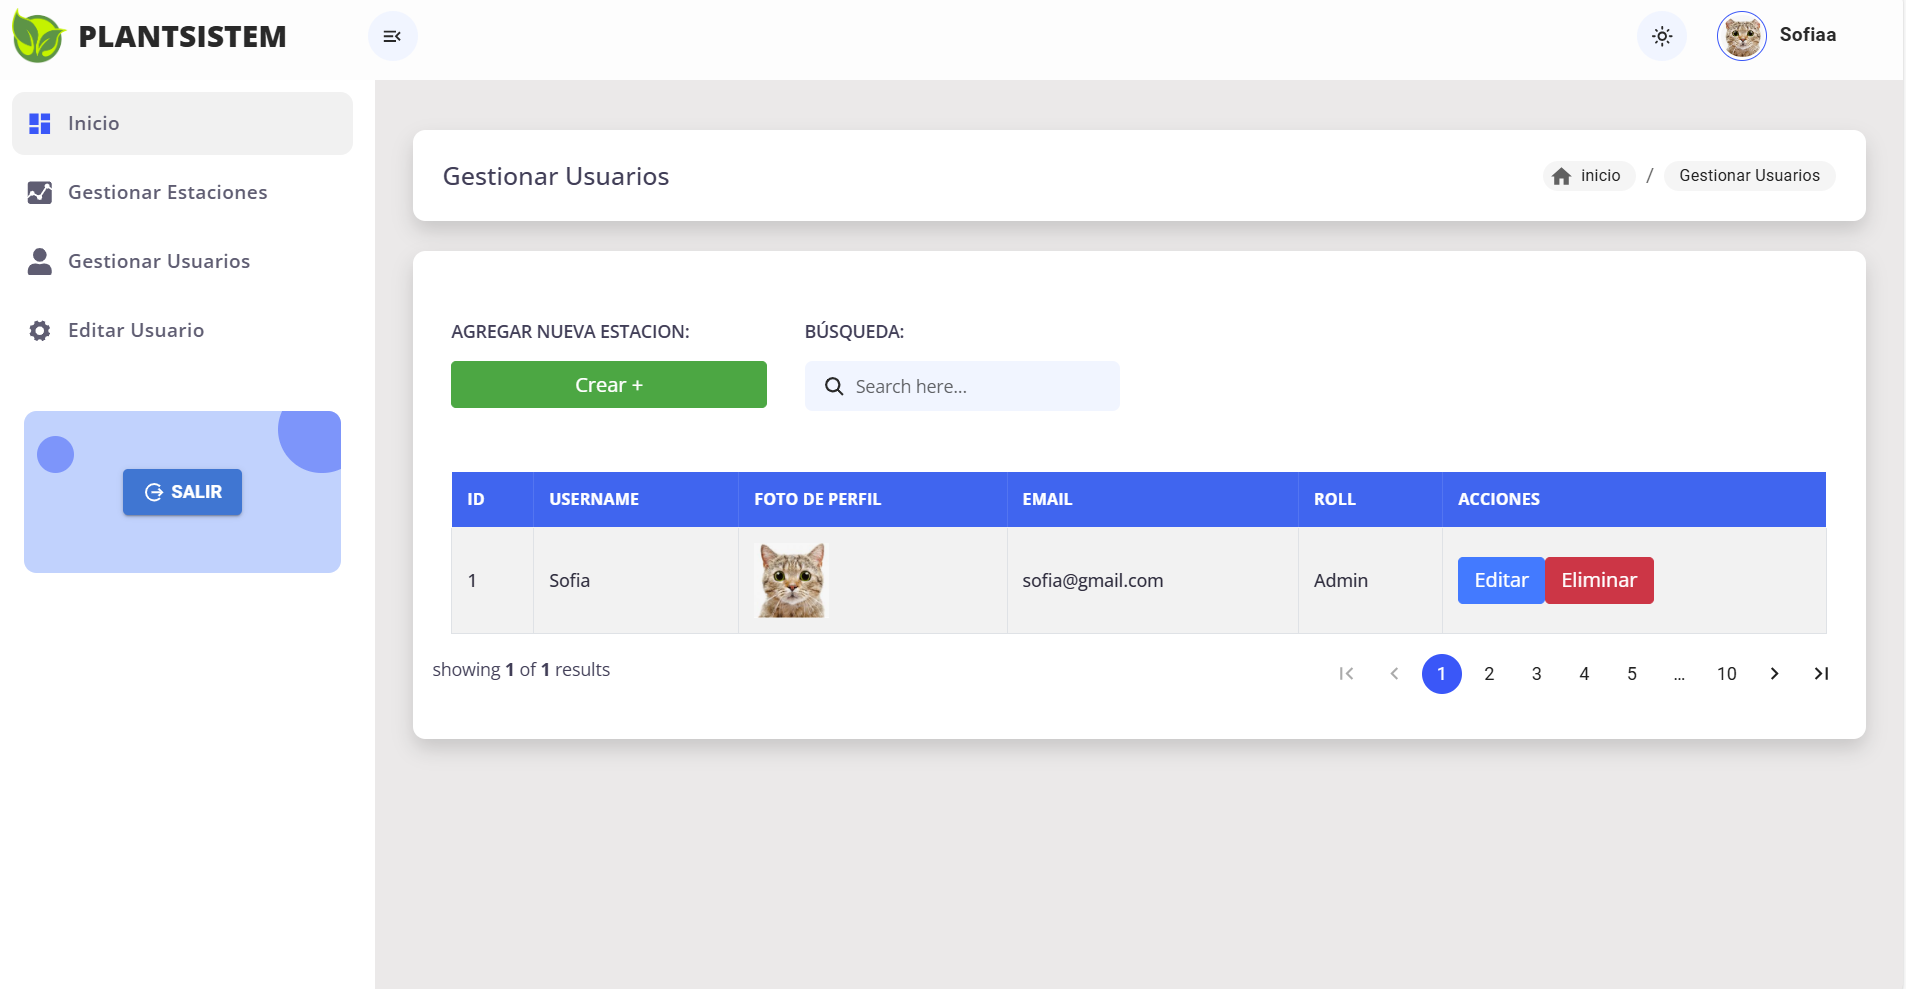 PLANTSISTEM
Sofiaa
Inicio
Gestionar Estaciones
Gestionar Usuarios
Editar Usuario
SALIR
Gestionar Usuarios
inicio / Gestionar Usuarios
AGREGAR NUEVA ESTACION: BÚSQUEDA:
Crear + Search here...
ID USERNAME FOTO DE PERFIL EMAIL ROLL ACCIONES
1 Sofia sofia@gmail.com Admin Editar Eliminar
showing 1 of 1 results
1 2 3 4 5 ... 10